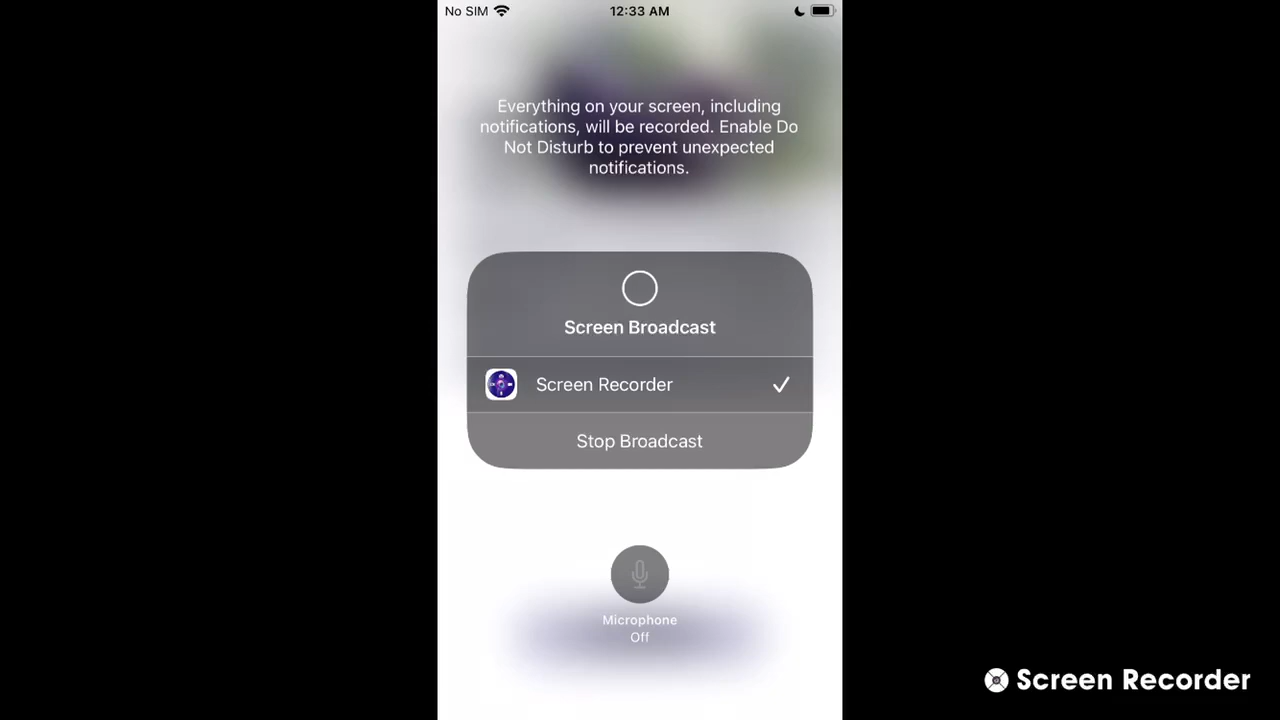 No SIM 12:33 AM
Everything on your screen, including
notifications, will be recorded. Enable Do
Not Disturb to prevent unexpected
notifications.
Screen Broadcast
Screen Recorder
Stop Broadcast
Microphone
Off
Screen Recorder